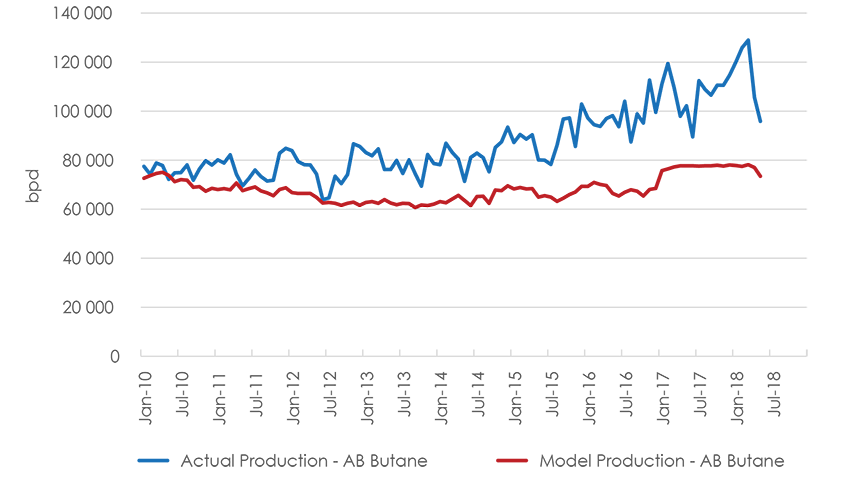 140 000
120 000
100 000
80 000
60 000
40 000
20 000
0
bpd
Jan-10
Jul-10
Jan-11
Jul-11
Jan-12
Jul-12
Jan-13
Jul-13
Jan-14
Jul-14
Jan-15
Jul-15
Jan-16
Jul-16
Jan-17
Jul-17
Jan-18
Jul-18
Actual Production - AB Butane
Model Production - AB Butane